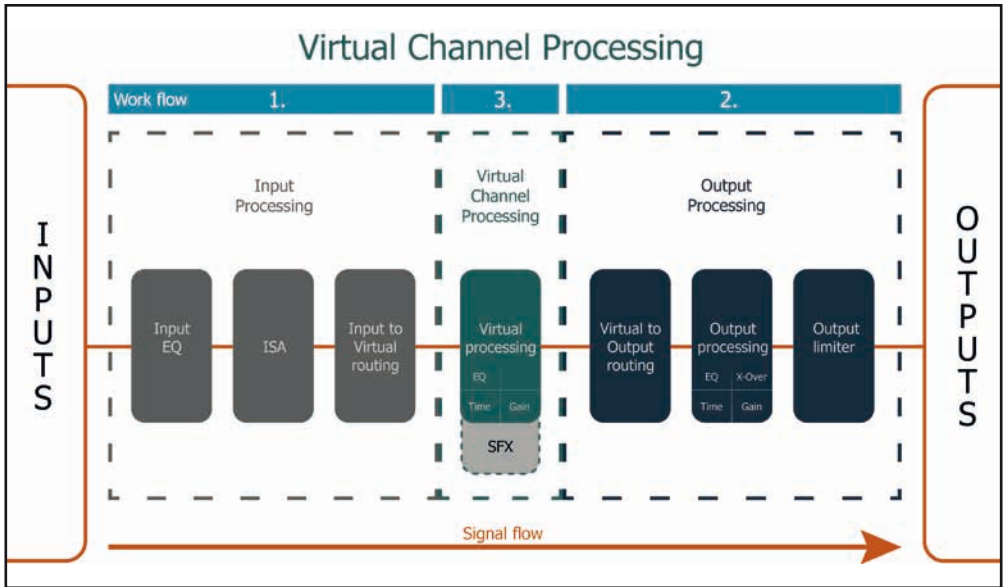 Virtual Channel Processing
Work flow 1. 3. 2.
INPUTS
Input
Processing
Virtual
Channel
Processing
Output
Processing
OUTPUTS
Input
EQ
ISA
Input to
Virtual
routing
Virtual
processing
EQ
Time Gain
SFX
Virtual to
Output
routing
Output
processing
EQ X-Over
Time Gain
Output
limiter
Signal flow